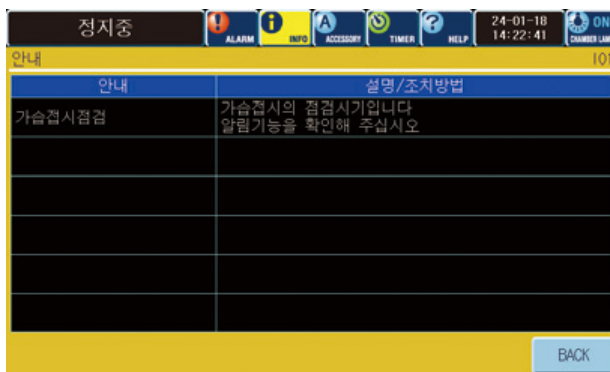 정지중
ALARM
INFO
ACCESSORY
TIMER
HELP
24-01-18
14:22:41
ON
CHAMBER LAM
안내
I01
안내
설명/조치방법
가습접시점검
가습접시의 점검시기입니다
알림기능을 확인해 주십시오
BACK